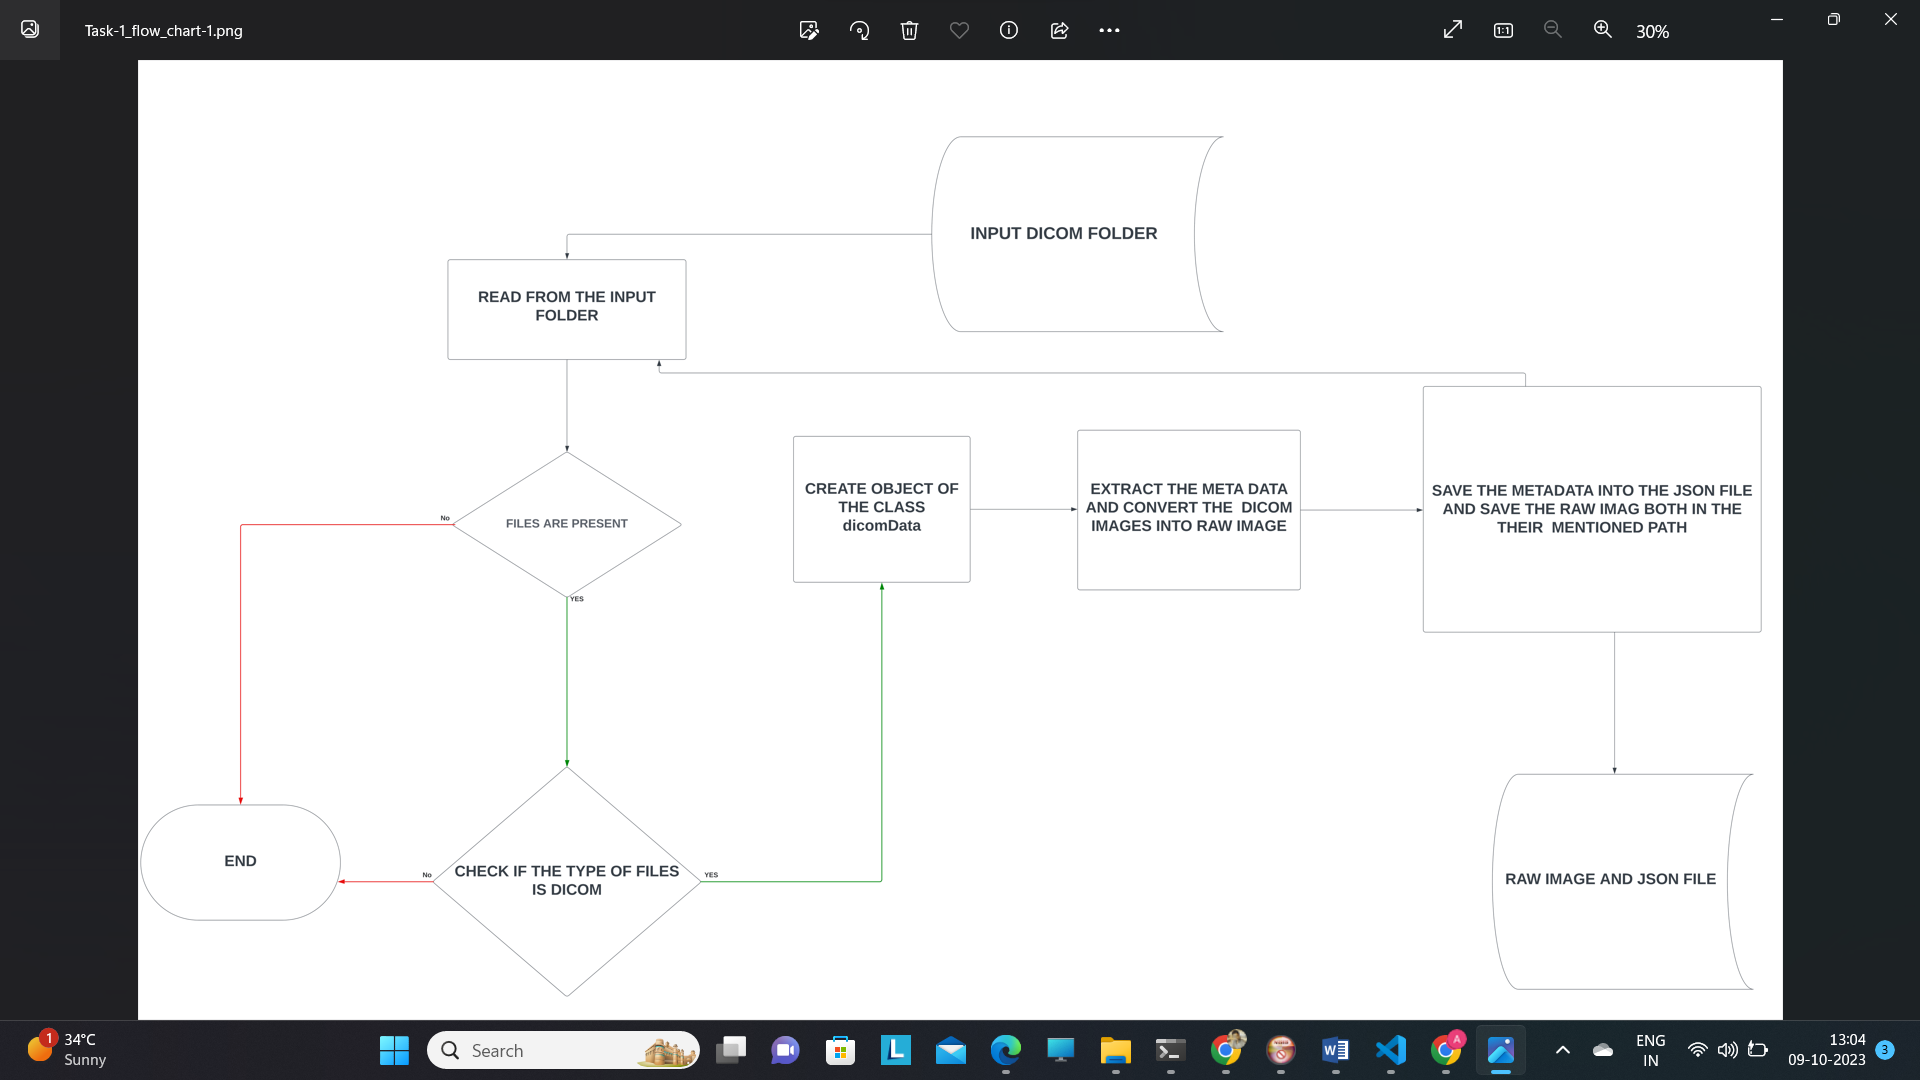 Task-1_flow_chart-1.png
30%
INPUT DICOM FOLDER
READ FROM THE INPUT
FOLDER
FILES ARE PRESENT
No
YES
CREATE OBJECT OF
THE CLASS
dicomData
EXTRACT THE META DATA
AND CONVERT THE  DICOM
IMAGES INTO RAW IMAGE
SAVE THE METADATA INTO THE JSON FILE
AND SAVE THE RAW IMAG BOTH IN THE
THEIR  MENTIONED PATH
END
No
CHECK IF THE TYPE OF FILES
IS DICOM
YES
RAW IMAGE AND JSON FILE
1
34°C
Sunny
Search
L
W
A
ENG
IN
13:04
09-10-2023
3
1:1